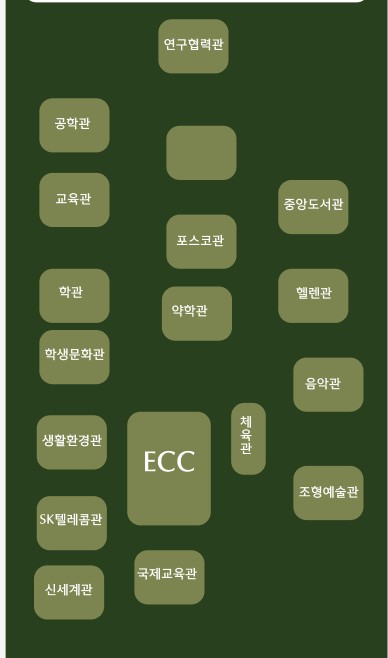 연구협력관
공학관
교육관
중앙도서관
포스코관
학관
헬렌관
약학관
학생문화관
음악관
체육관
생활환경관
ECC
조형예술관
SK텔레콤관
국제교육관
신세계관